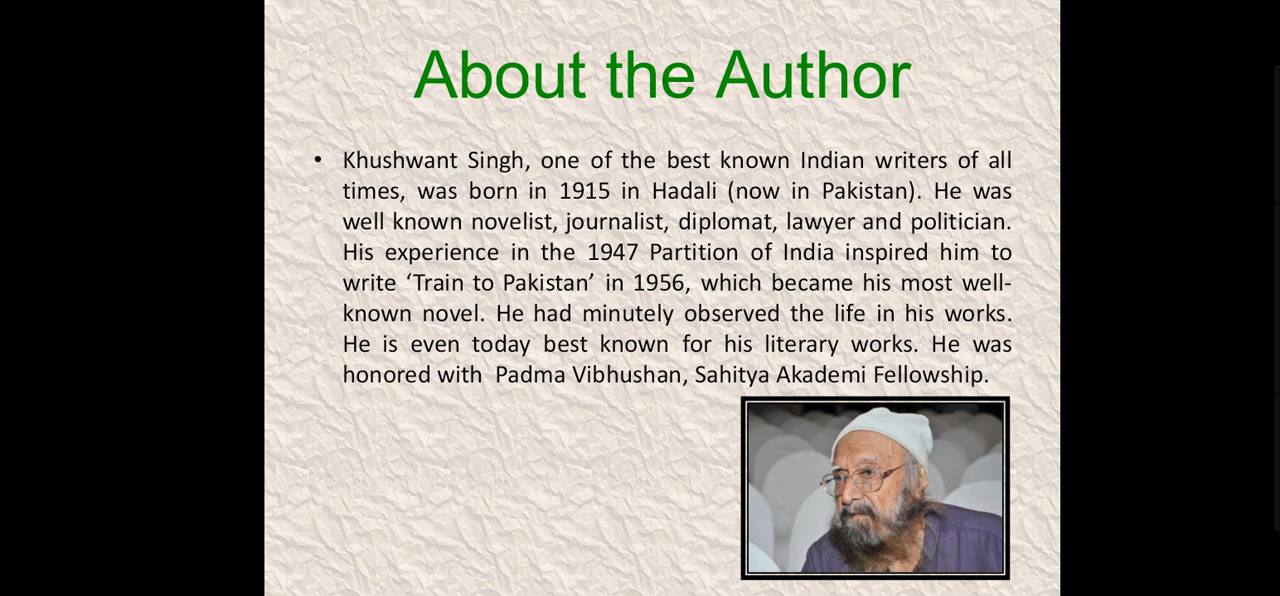 About the Author
• Khushwant Singh, one of the best known Indian writers of all
times, was born in 1915 in Hadali (now in Pakistan). He was
well known novelist, journalist, diplomat, lawyer and politician.
His experience in the 1947 Partition of India inspired him to
write ‘Train to Pakistan’ in 1956, which became his most well-
known novel. He had minutely observed the life in his works.
He is even today best known for his literary works. He was
honored with  Padma Vibhushan, Sahitya Akademi Fellowship.